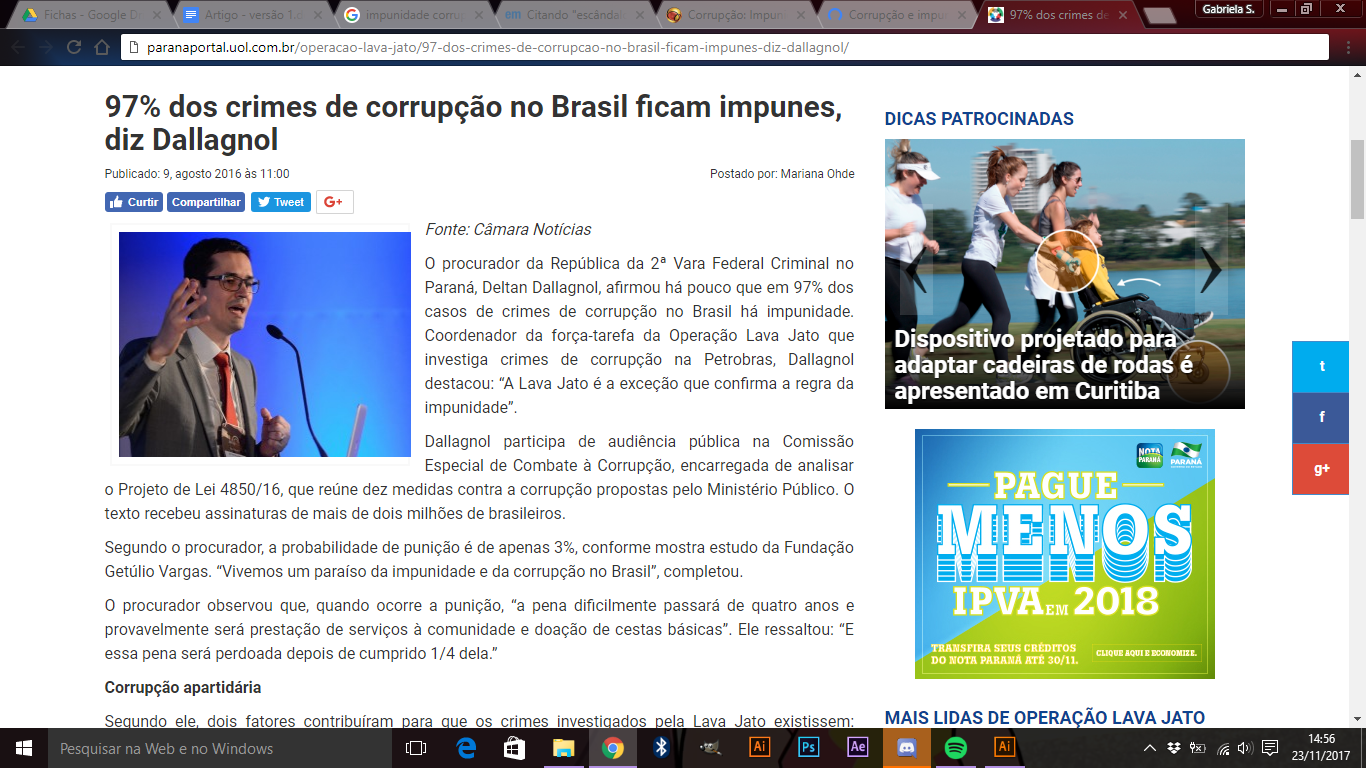 Fichas - Google D
Artigo - versão 1.
impunidade com
Citando "escânda
Corrupção: Impun
Corrupção e impu
97% dos crimes de
Gabriela S.
paranaportal.uol.com.br/operacao-lava-jato/97-dos-crimes-de-corrupcao-no-brasil-ficam-impunes-diz-dallagnol/
97% dos crimes de corrupção no Brasil ficam impunes,
diz Dallagnol
Publicado: 9, agosto 2016 às 11:00
Postado por: Mariana Ohde
Curtir
Compartilhar
Tweet
G+
Fonte: Câmara Notícias
O procurador da República da 2ª Vara Federal Criminal no
Paraná, Deltan Dallagnol, afirmou há pouco que em 97% dos
casos de crimes de corrupção no Brasil há impunidade.
Coordenador da força-tarefa da Operação Lava Jato que
investiga crimes de corrupção na Petrobras, Dallagnol
destacou: “A Lava Jato é a exceção que confirma a regra da
impunidade”.
Dallagnol participa de audiência pública na Comissão
Especial de Combate à Corrupção, encarregada de analisar
o Projeto de Lei 4850/16, que reúne dez medidas contra a corrupção propostas pelo Ministério Público. O
texto recebeu assinaturas de mais de dois milhões de brasileiros.
Segundo o procurador, a probabilidade de punição é de apenas 3%, conforme mostra estudo da Fundação
Getúlio Vargas. “Vivemos um paraíso da impunidade e da corrupção no Brasil”, completou.
O procurador observou que, quando ocorre a punição, “a pena dificilmente passará de quatro anos e
provavelmente será prestação de serviços à comunidade e doação de cestas básicas”. Ele ressaltou: “E
essa pena será perdoada depois de cumprido 1/4 dela.”
Corrupção apartidária
Segundo ele, dois fatores contribuíram para que os crimes investigados pela Lava Jato existissem:
DICAS PATROCINADAS
Dispositivo projetado para
adaptar cadeiras de rodas é
apresentado em Curitiba
t
f
g+
NOTA
PARANÁ
PARANÁ
PAGUE
MENOS
IPVA EM 2018
TRANSFIRA SEUS CRÉDITOS
DO NOTA PARANÁ ATÉ 30/11.
CLIQUE AQUI E ECONOMIZE.
MAIS LIDAS DE OPERAÇÃO LAVA JATO
Pesquisar na Web e no Windows
Ai
Ps
Ae
Ai
14:56
23/11/2017